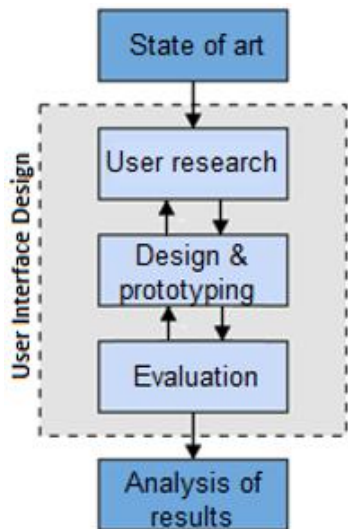 State of art
User research
User Interface Design
Design &
prototyping
Evaluation
Analysis of
results